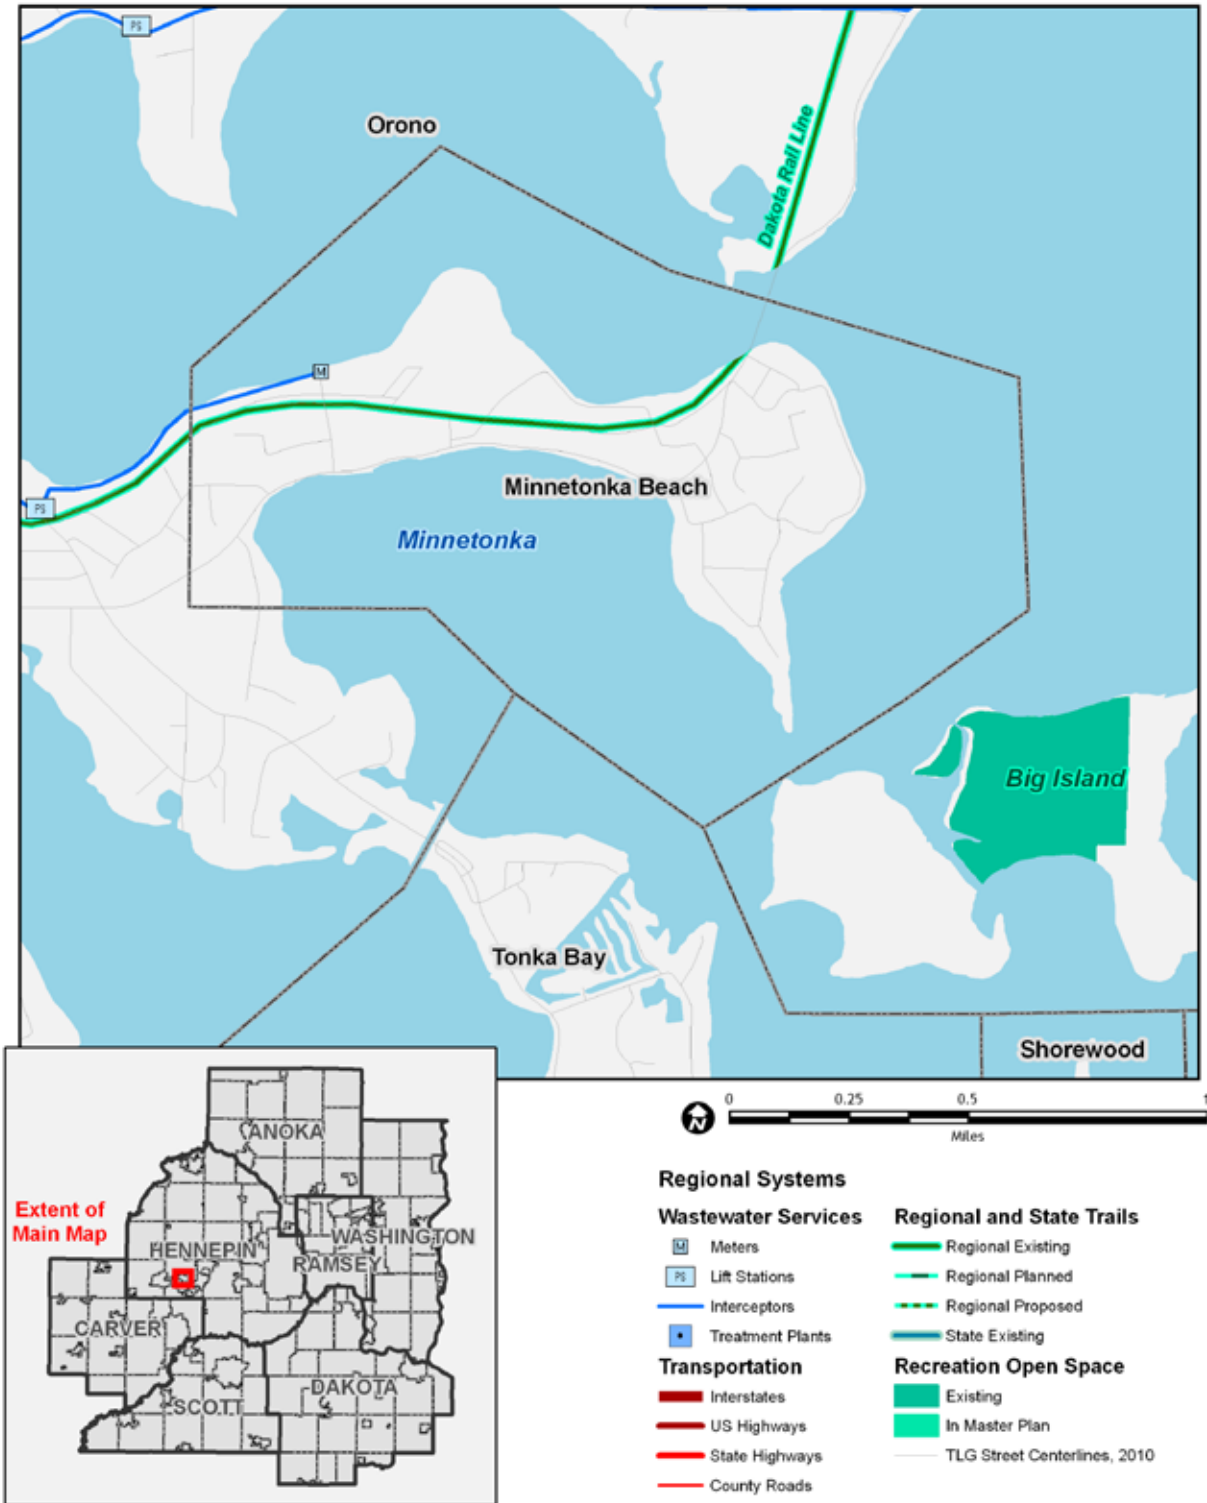 PS
Orono
Dakota Rail Line
M
Minnetonka Beach
PS
Minnetonka
Big Island
Tonka Bay
Shorewood
0 0.25 0.5 1
N
Miles
ANOKA
Extent of
Main Map
HENNEPIN
WASHINGTON
RAMSEY
CARVER
DAKOTA
SCOTT
Regional Systems
Wastewater Services
M Meters
PS Lift Stations
Interceptors
Treatment Plants
Transportation
Interstates
US Highways
State Highways
County Roads
Regional and State Trails
Regional Existing
Regional Planned
Regional Proposed
State Existing
Recreation Open Space
Existing
In Master Plan
TLG Street Centerlines, 2010